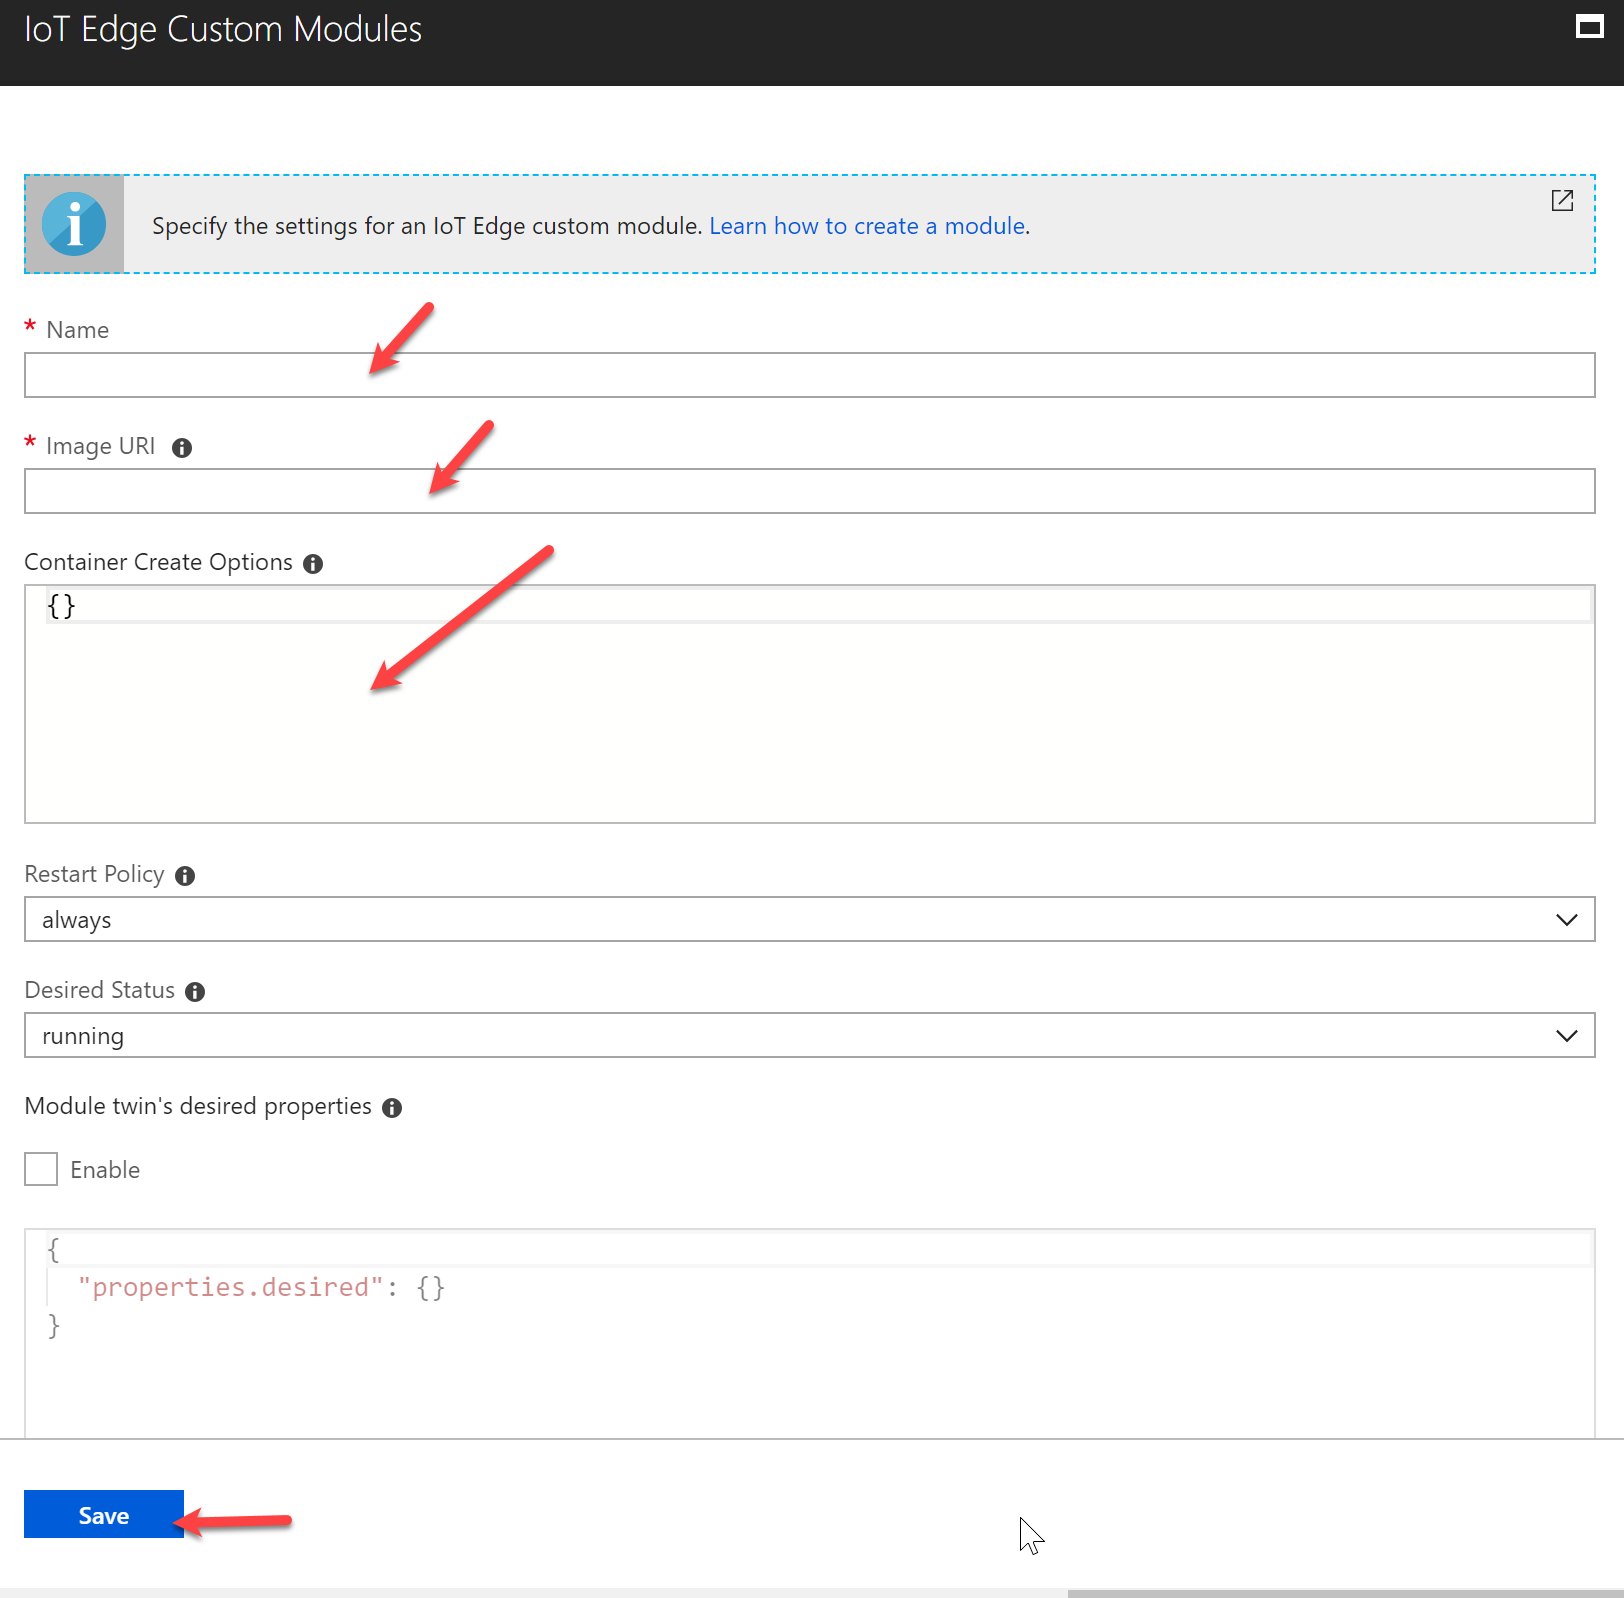 IoT Edge Custom Modules
Specify the settings for an IoT Edge custom module. Learn how to create a module.
* Name
* Image URI
Container Create Options
{}
Restart Policy
always
Desired Status
running
Module twin's desired properties
Enable
{
"properties.desired": {}
}
Save